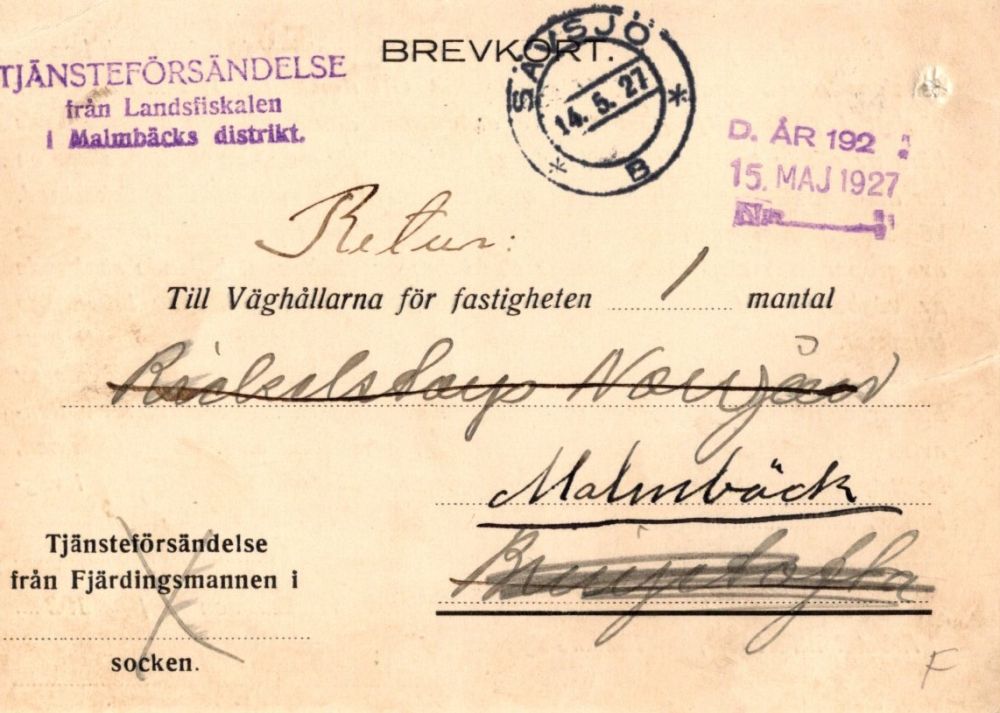 BREVKORT.
TJÄNSTEFÖRSÄNDELSE
från Landsfiskalen
i Malmbäcks distrikt.
SÄVSJÖ
14.5.27
* B *
D. ÅR 192
15. MAJ 1927
Retur:
Till Väghållarna för fastigheten 1 mantal
Malmbäck
Tjänsteförsändelse
från Fjärdingsmannen i
socken.
F